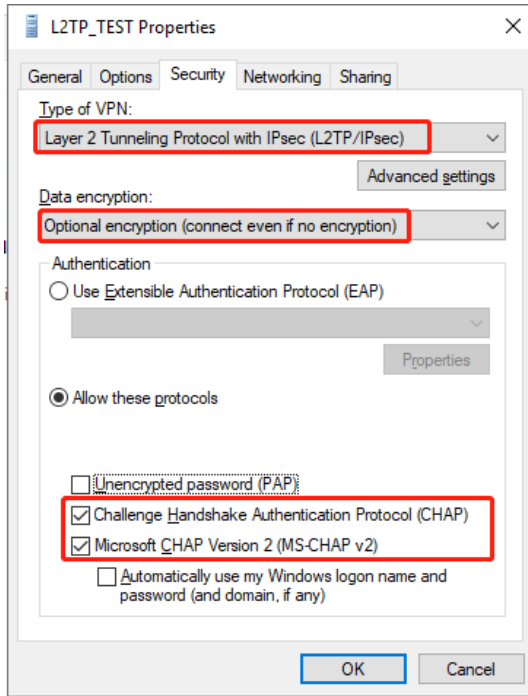 L2TP_TEST Properties
General Options Security Networking Sharing
Type of VPN:
Layer 2 Tunneling Protocol with IPsec (L2TP/IPsec)
Advanced settings
Data encryption:
Optional encryption (connect even if no encryption)
Authentication
Use Extensible Authentication Protocol (EAP)
Properties
Allow these protocols
Unencrypted password (PAP)
Challenge Handshake Authentication Protocol (CHAP)
Microsoft CHAP Version 2 (MS-CHAP v2)
Automatically use my Windows logon name and
password (and domain, if any)
OK Cancel